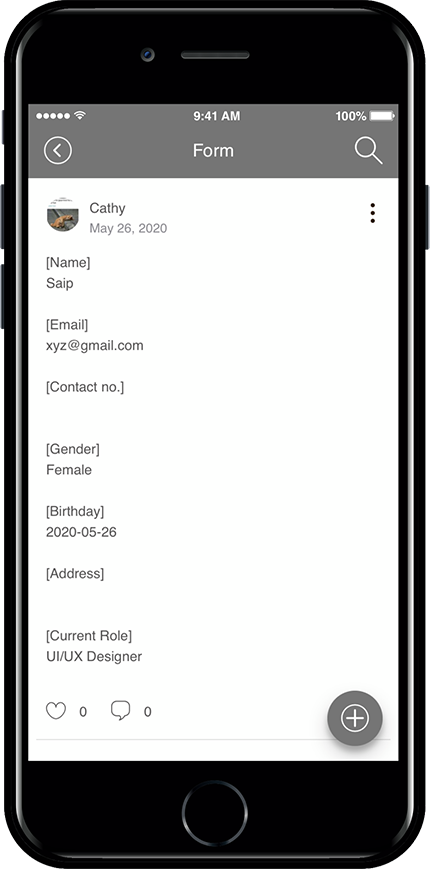 9:41 AM
100%
Form
Cathy
May 26, 2020
[Name]
Saip
[Email]
xyz@gmail.com
[Contact no.]
[Gender]
Female
[Birthday]
2020-05-26
[Address]
[Current Role]
UI/UX Designer
0
0